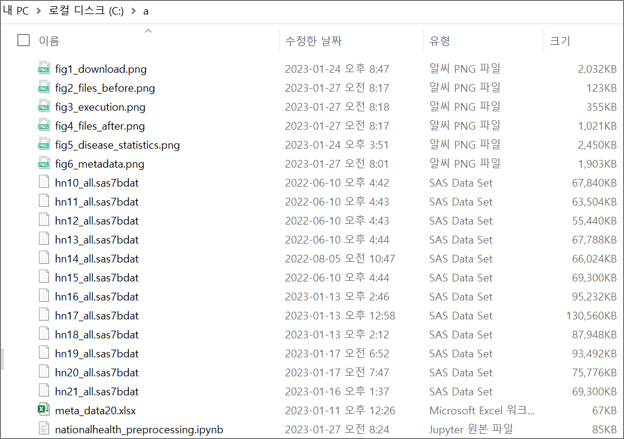 내 PC > 로컬 디스크 (C:) > a
이름 수정한 날짜 유형 크기
fig1_download.png 2023-01-24 오후 8:47 알씨 PNG 파일 2,032KB
fig2_files_before.png 2023-01-27 오전 8:17 알씨 PNG 파일 123KB
fig3_execution.png 2023-01-27 오전 8:18 알씨 PNG 파일 355KB
fig4_files_after.png 2023-01-27 오전 8:17 알씨 PNG 파일 1,021KB
fig5_disease_statistics.png 2023-01-24 오후 3:51 알씨 PNG 파일 2,450KB
fig6_metadata.png 2023-01-27 오전 8:01 알씨 PNG 파일 1,903KB
hn10_all.sas7bdat 2022-06-10 오후 4:42 SAS Data Set 67,840KB
hn11_all.sas7bdat 2022-06-10 오후 4:43 SAS Data Set 63,504KB
hn12_all.sas7bdat 2022-06-10 오후 4:43 SAS Data Set 55,440KB
hn13_all.sas7bdat 2022-06-10 오후 4:44 SAS Data Set 67,788KB
hn14_all.sas7bdat 2022-08-05 오전 10:47 SAS Data Set 66,024KB
hn15_all.sas7bdat 2022-06-10 오후 4:44 SAS Data Set 69,300KB
hn16_all.sas7bdat 2023-01-13 오후 2:46 SAS Data Set 95,232KB
hn17_all.sas7bdat 2023-01-13 오후 12:58 SAS Data Set 130,560KB
hn18_all.sas7bdat 2023-01-13 오후 2:12 SAS Data Set 87,948KB
hn19_all.sas7bdat 2023-01-17 오전 6:52 SAS Data Set 93,492KB
hn20_all.sas7bdat 2023-01-17 오전 7:47 SAS Data Set 75,776KB
hn21_all.sas7bdat 2023-01-16 오후 1:37 SAS Data Set 69,300KB
meta_data20.xlsx 2023-01-11 오후 12:26 Microsoft Excel 워크... 67KB
nationalhealth_preprocessing.ipynb 2023-01-27 오전 8:24 Jupyter 원본 파일 85KB